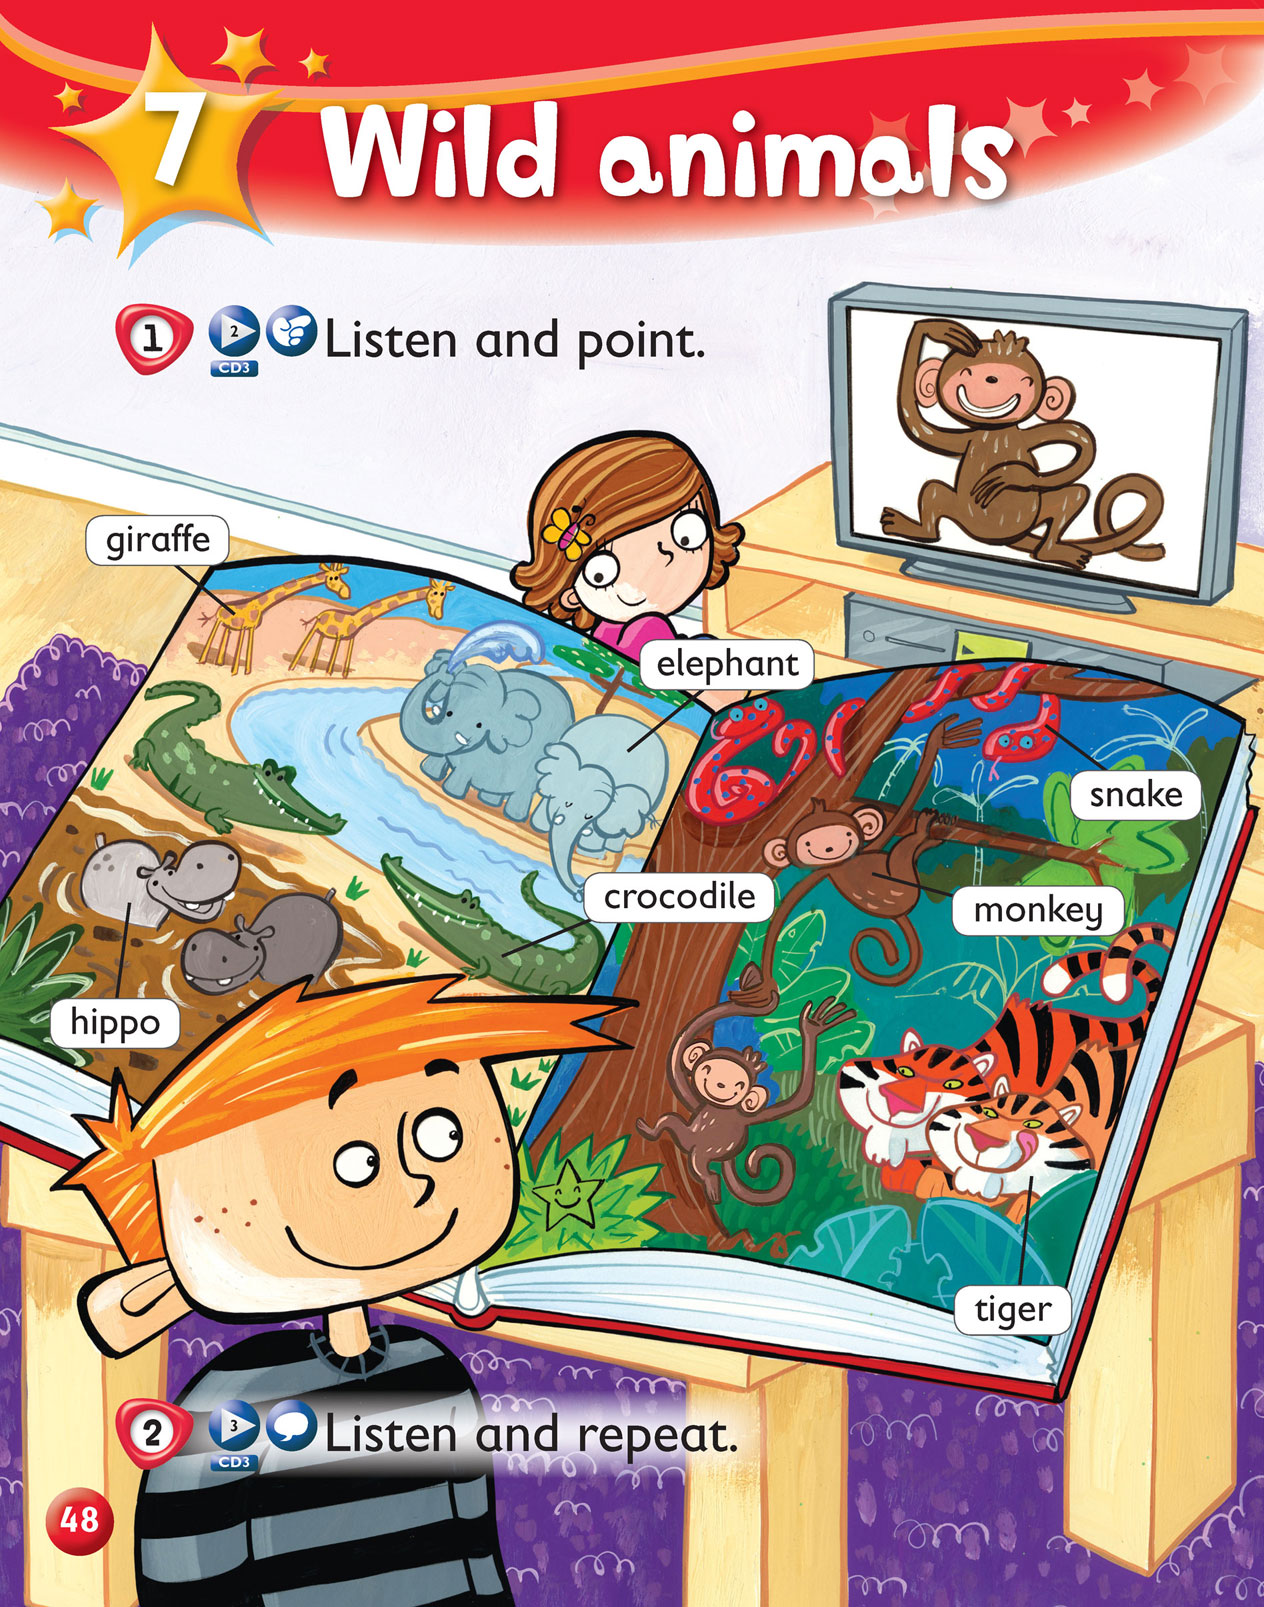 7 Wild animals
1 2 CD3 Listen and point.
giraffe
elephant
snake
crocodile
monkey
hippo
tiger
2 3 CD3 Listen and repeat.
48